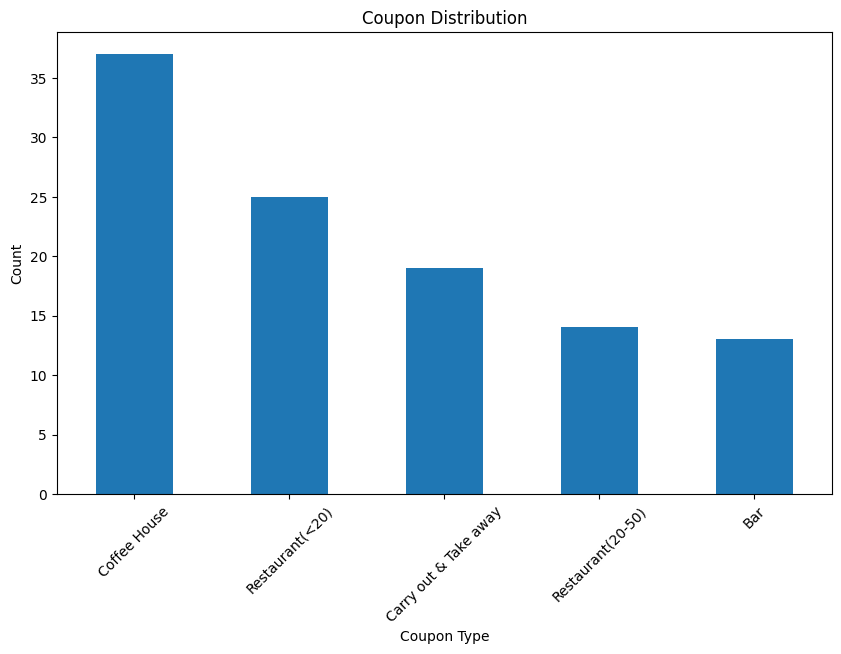 Coupon Distribution
Count
35
30
25
20
15
10
5
0
Coffee House
Restaurant(<20)
Carry out & Take away
Restaurant(20-50)
Bar
Coupon Type